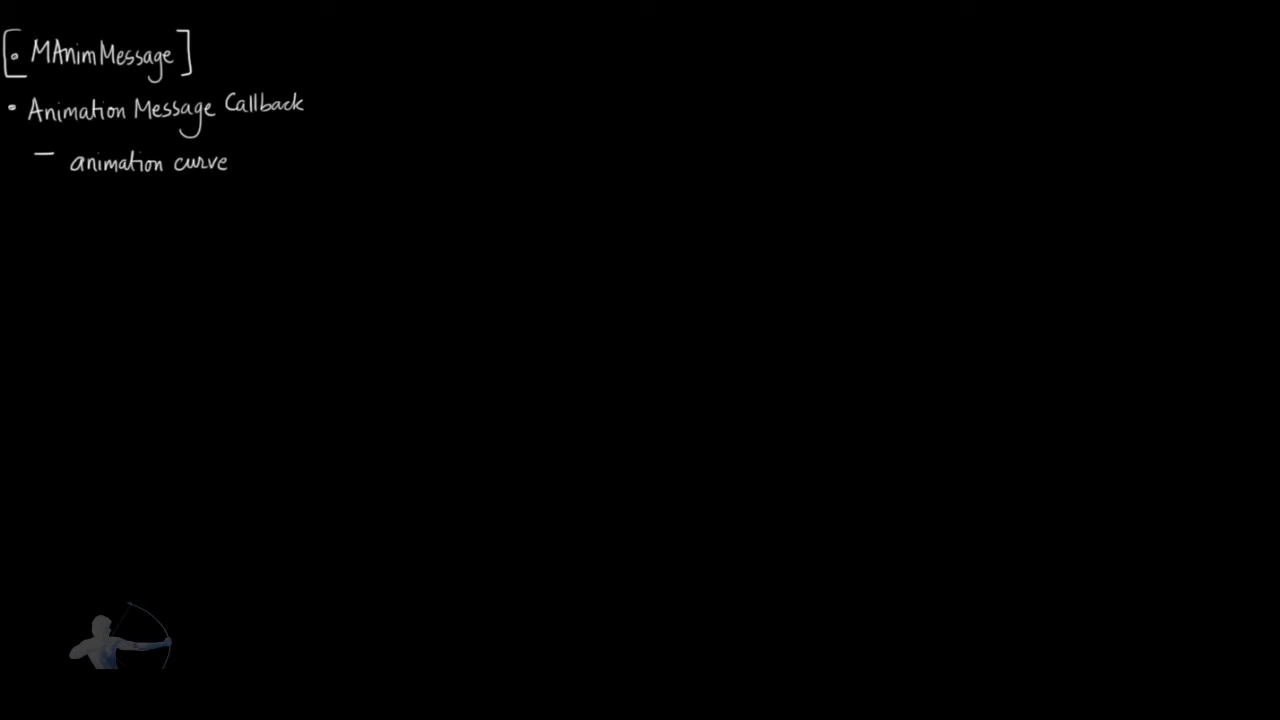 [• MAnimMessage]
• Animation Message Callback
— animation curve